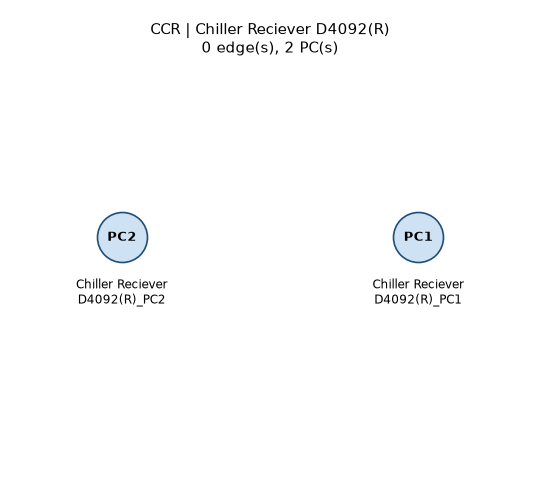 CCR | Chiller Reciever D4092(R)
0 edge(s), 2 PC(s)
PC2
PC1
Chiller Reciever
D4092(R)_PC2
Chiller Reciever
D4092(R)_PC1